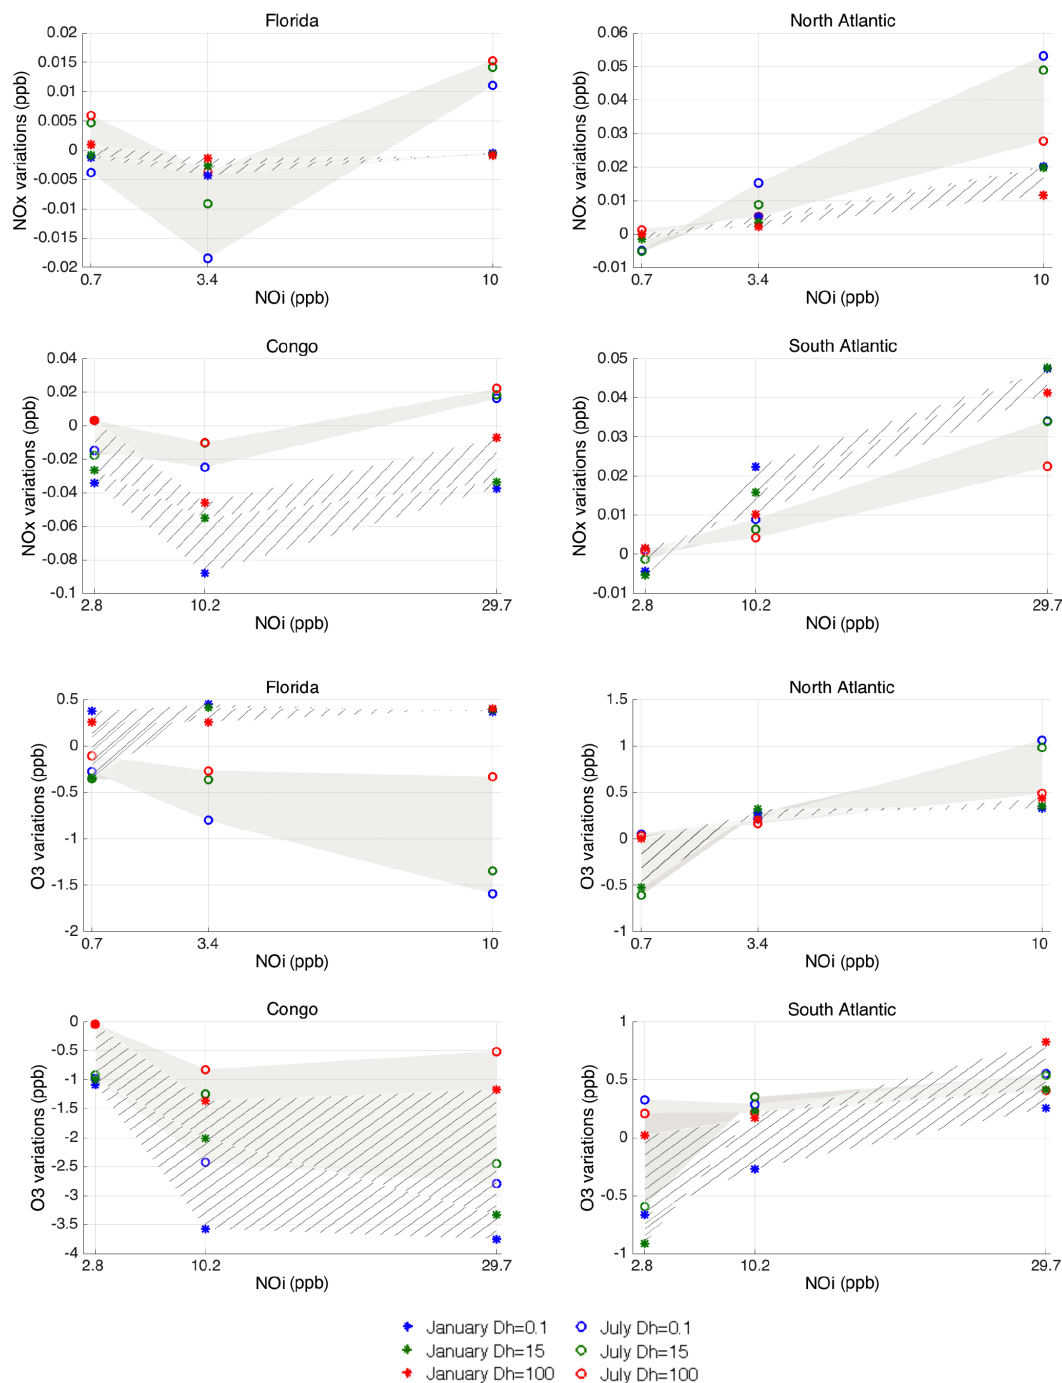 Florida
NOx variations (ppb)
0.02
0.015
0.01
0.005
0
-0.005
-0.01
-0.015
-0.02
0.7 3.4 10
NOi (ppb)
North Atlantic
NOx variations (ppb)
0.06
0.05
0.04
0.03
0.02
0.01
0
-0.01
0.7 3.4 10
NOi (ppb)
Congo
NOx variations (ppb)
0.04
0.02
0
-0.02
-0.04
-0.06
-0.08
-0.1
2.8 10.2 29.7
NOi (ppb)
South Atlantic
NOx variations (ppb)
0.05
0.04
0.03
0.02
0.01
0
-0.01
2.8 10.2 29.7
NOi (ppb)
Florida
O3 variations (ppb)
0.5
0
-0.5
-1
-1.5
-2
0.7 3.4 10
NOi (ppb)
North Atlantic
O3 variations (ppb)
1.5
1
0.5
0
-0.5
-1
0.7 3.4 10
NOi (ppb)
Congo
O3 variations (ppb)
0
-0.5
-1
-1.5
-2
-2.5
-3
-3.5
-4
2.8 10.2 29.7
NOi (ppb)
South Atlantic
O3 variations (ppb)
1
0.5
0
-0.5
-1
2.8 10.2 29.7
NOi (ppb)
January Dh=0.1 July Dh=0.1
January Dh=15 July Dh=15
January Dh=100 July Dh=100